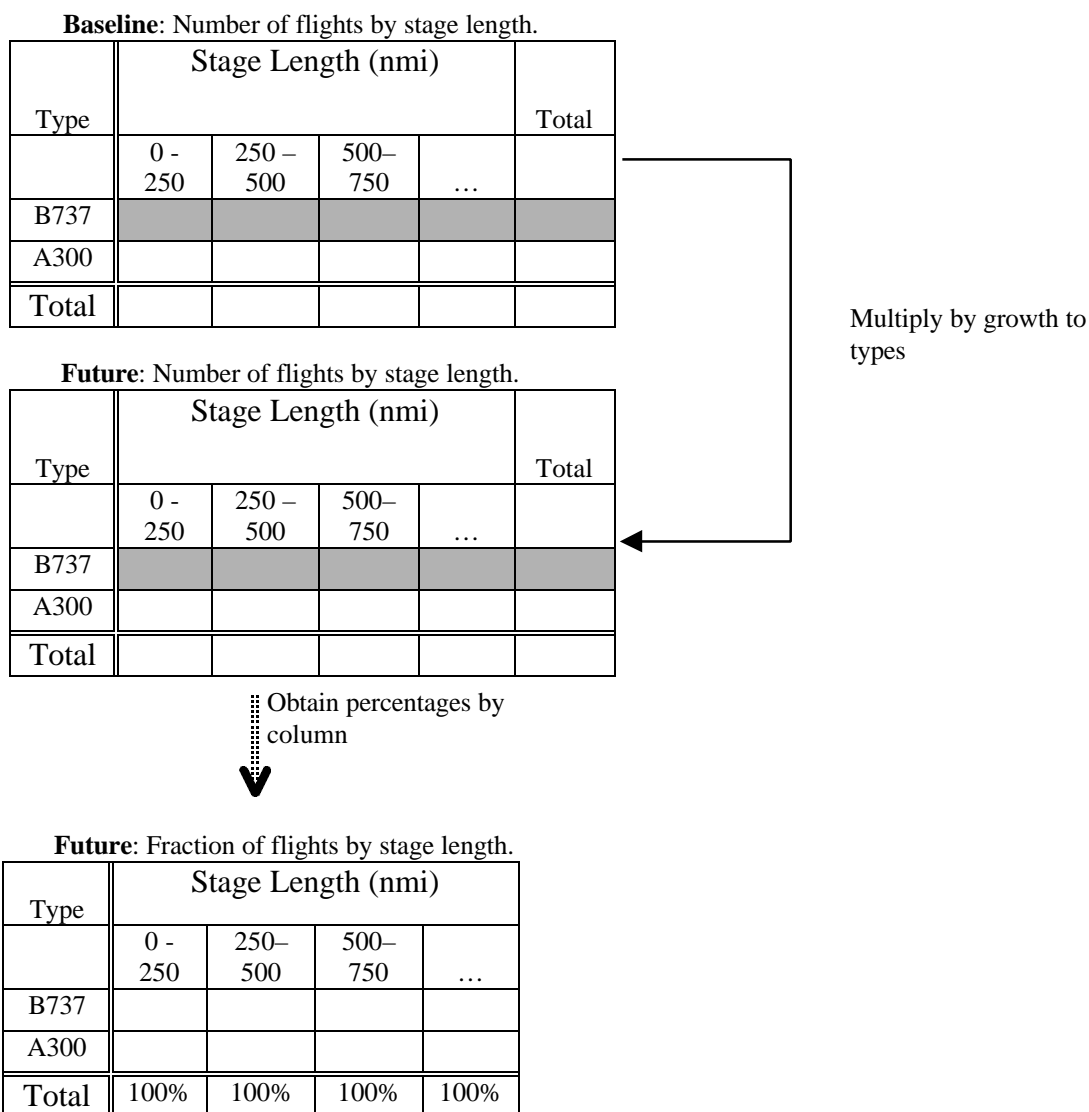 Baseline: Number of flights by stage length.
Stage Length (nmi)
Type Total
0 - 250 – 500–
250 500 750 …
B737
A300
Total
Multiply by growth to
types
Future: Number of flights by stage length.
Stage Length (nmi)
Type Total
0 - 250 – 500–
250 500 750 …
B737
A300
Total
Obtain percentages by
column
Future: Fraction of flights by stage length.
Stage Length (nmi)
Type
0 - 250– 500–
250 500 750 …
B737
A300
Total 100% 100% 100% 100%